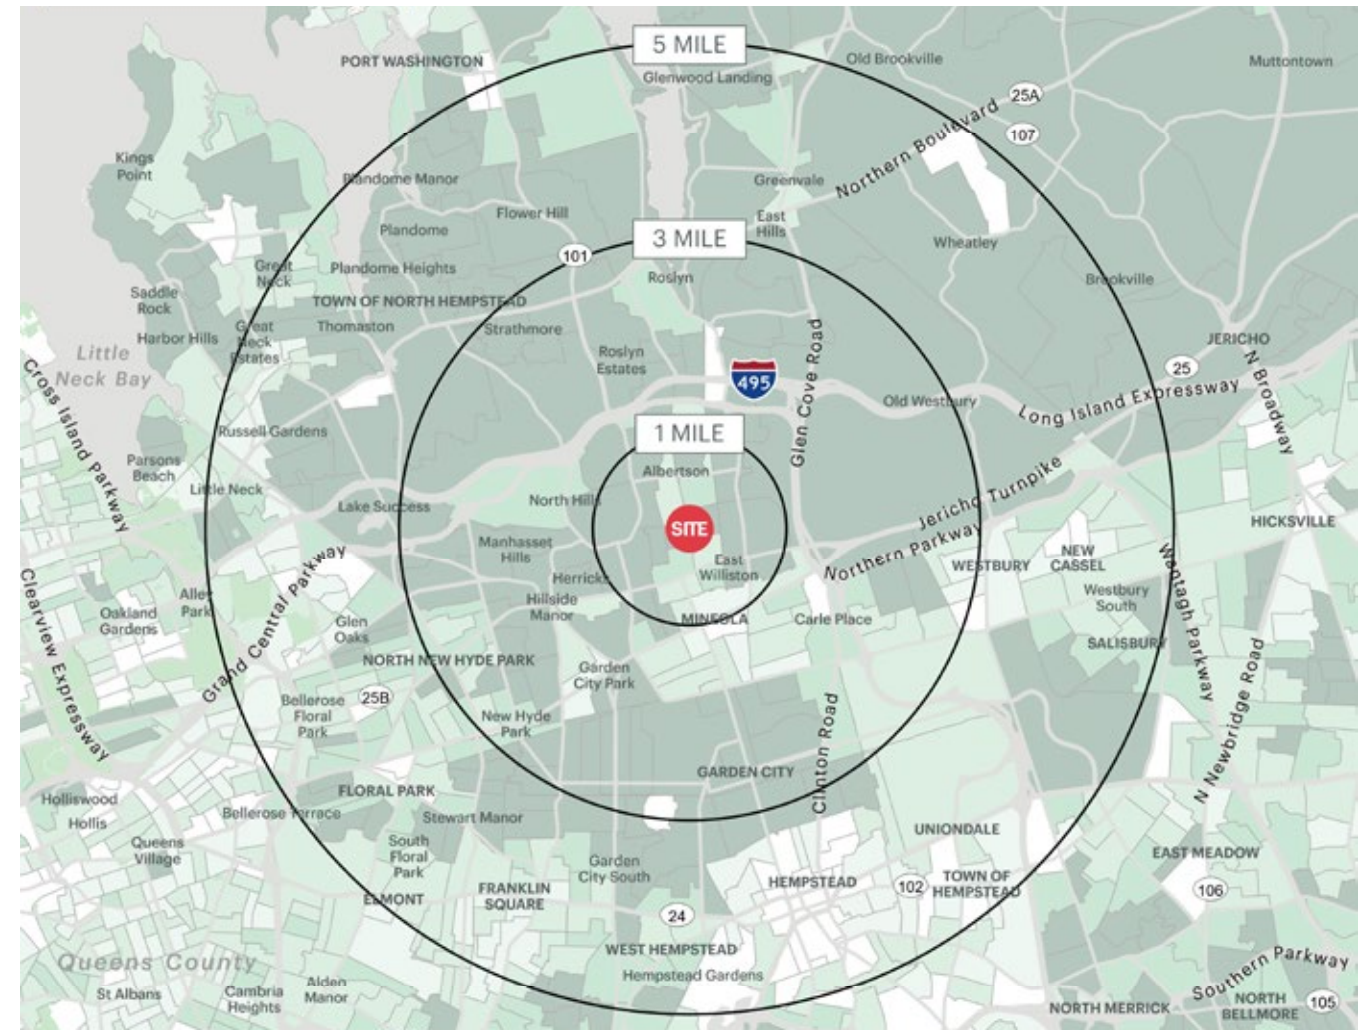 5 MILE
Glenwood Landing
Old Brookville
Muttontown
PORT WASHINGTON
25A
Northern Boulevard
107
Kings
Point
Plandome Manor
Greenvale
Flower Hill
East
Hills
Plandome
3 MILE
Wheatley
101
Great
Neck
Plandome Heights
Roslyn
Brookville
Saddle
Rock
TOWN OF NORTH HEMPSTEAD
Harbor Hills
Great
Neck
Estates
Thomaston
Strathmore
JERICHO
Little
Neck Bay
Roslyn
Estates
495
Glen Cove Road
25
N Broadway
Cross Island Parkway
Old Westbury
Long Island Expressway
Russell Gardens
1 MILE
Parsons
Beach
Albertson
Little Neck
North Hill
Lake Success
Jericho Turnpike
SITE
HICKSVILLE
Manhasset
Hills
Northern Parkway
NEW
CASSEL
WESTBURY
East
Williston
Herricks
Grand Central Parkway
Clearview Expressway
Alley
Park
Oakland
Gardens
Glen
Oaks
Hillside
Manor
MINEOLA
Carle Place
Westbury
South
SALISBURY
Wantagh Parkway
NORTH NEW HYDE PARK
Garden
City Park
25B
Bellerose
Floral
Park
New Hyde
Park
Clinton Road
N Newbridge Road
GARDEN CITY
FLORAL PARK
Holliswood
Hollis
Bellerose Terrace
Stewart Manor
UNIONDALE
Queens
Village
South
Floral
Park
Garden
City South
EAST MEADOW
HEMPSTEAD
102
TOWN OF
HEMPSTEAD
106
ELMONT
FRANKLIN
SQUARE
24
WEST HEMPSTEAD
Hempstead Gardens
Queens County
Southern Parkway
St Albans
Cambria
Heights
Alden
Manor
NORTH MERRICK
NORTH
BELLMORE
105